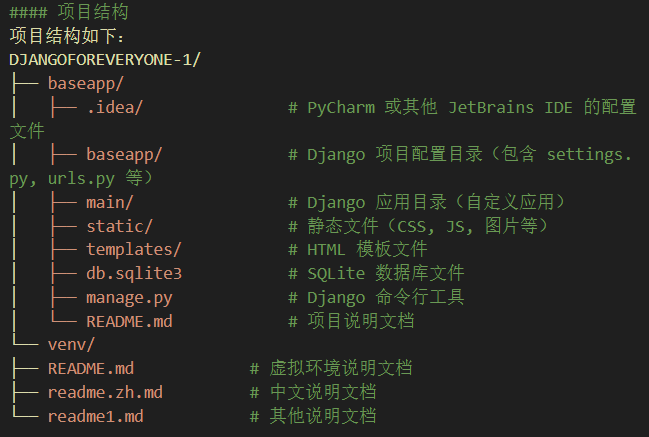 #### 项目结构
项目结构如下:
DJANGOFOREVERYONE-1/
├── baseapp/
│   ├── .idea/               # PyCharm 或其他 JetBrains IDE 的配置
文件
│   ├── baseapp/             # Django 项目配置目录（包含 settings.
py, urls.py 等）
│   ├── main/                # Django 应用目录（自定义应用）
│   ├── static/              # 静态文件（CSS, JS, 图片等）
│   ├── templates/           # HTML 模板文件
│   ├── db.sqlite3           # SQLite 数据库文件
│   ├── manage.py            # Django 命令行工具
│   └── README.md            # 项目说明文档
└── venv/
├── README.md            # 虚拟环境说明文档
├── readme.zh.md         # 中文说明文档
└── readme1.md           # 其他说明文档